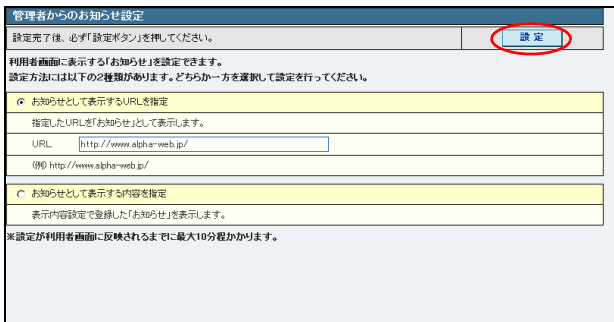 管理者からのお知らせ設定
設定完了後、必ず「設定ボタン」を押してください。
設 定
利用者画面に表示する「お知らせ」を設定できます。
設定方法には以下の2種類があります。どちらか一方を選択して設定を行ってください。
お知らせとして表示するURLを指定
指定したURLを「お知らせ」として表示します。
URL http://www.alpha-web.jp/
(例) http://www.alpha-web.jp/
お知らせとして表示する内容を指定
表示内容設定で登録した「お知らせ」を表示します。
※設定が利用者画面に反映されるまでに最大10分程かかります。